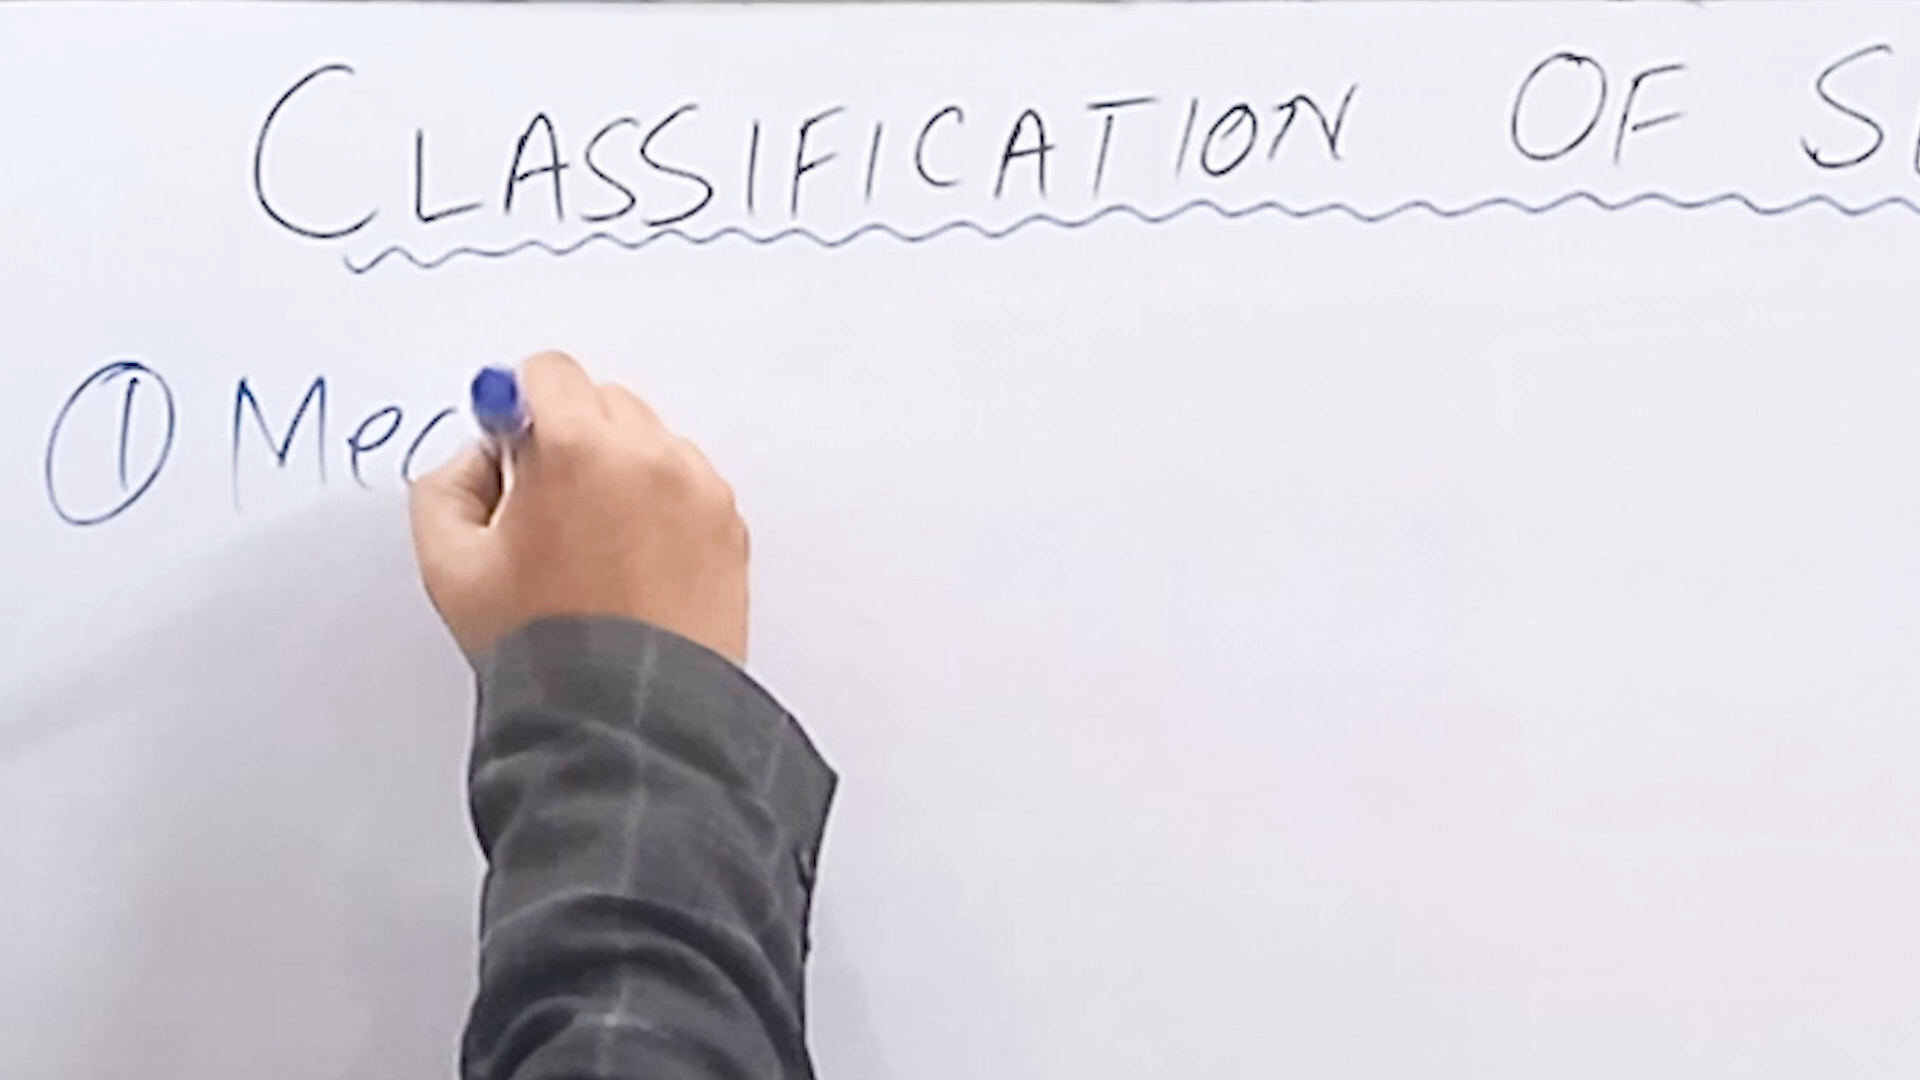 CLASSIFICATION OF S
① Mec